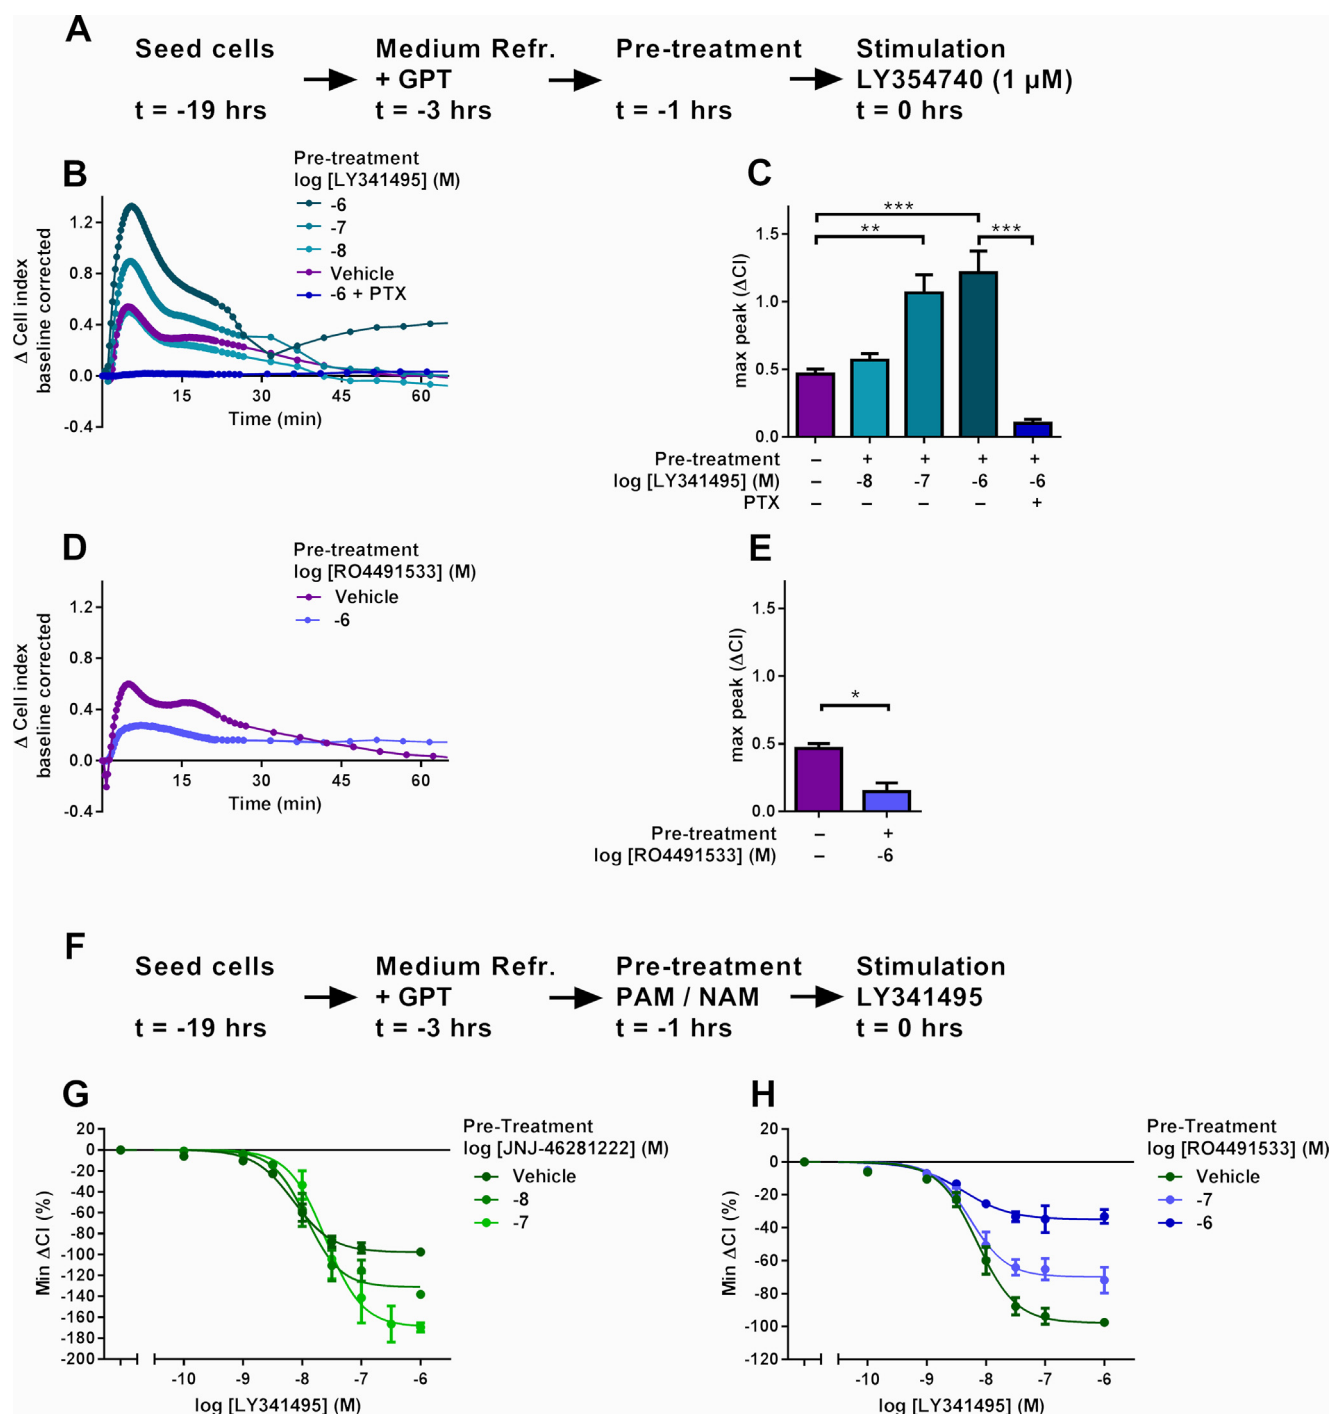 A
Seed cells
t = -19 hrs
Medium Refr.
+ GPT
t = -3 hrs
Pre-treatment
t = -1 hrs
Stimulation
LY354740 (1 µM)
t = 0 hrs
B
Pre-treatment
log [LY341495] (M)
-6
-7
-8
Vehicle
-6 + PTX
Δ Cell index
baseline corrected
1.2
0.8
0.4
0.0
-0.4
15 30 45 60
Time (min)
C
max peak (ΔCI)
1.5
1.0
0.5
0.0
***
** ***
Pre-treatment – + + + +
log [LY341495] (M) – -8 -7 -6 -6
PTX – – – – +
D
Pre-treatment
log [RO4491533] (M)
Vehicle
-6
Δ Cell index
baseline corrected
1.2
0.8
0.4
0.0
-0.4
15 30 45 60
Time (min)
E
max peak (ΔCI)
1.5
1.0
0.5
0.0
*
Pre-treatment – +
log [RO4491533] (M) – -6
F
Seed cells
t = -19 hrs
Medium Refr.
+ GPT
t = -3 hrs
Pre-treatment
PAM / NAM
t = -1 hrs
Stimulation
LY341495
t = 0 hrs
G
Pre-Treatment
log [JNJ-46281222] (M)
Vehicle
-8
-7
Min ΔCI (%)
20
0
-20
-40
-60
-80
-100
-120
-140
-160
-180
-200
-10 -9 -8 -7 -6
log [LY341495] (M)
H
Pre-Treatment
log [RO4491533] (M)
Vehicle
-7
-6
Min ΔCI (%)
20
0
-20
-40
-60
-80
-100
-120
-10 -9 -8 -7 -6
log [LY341495] (M)